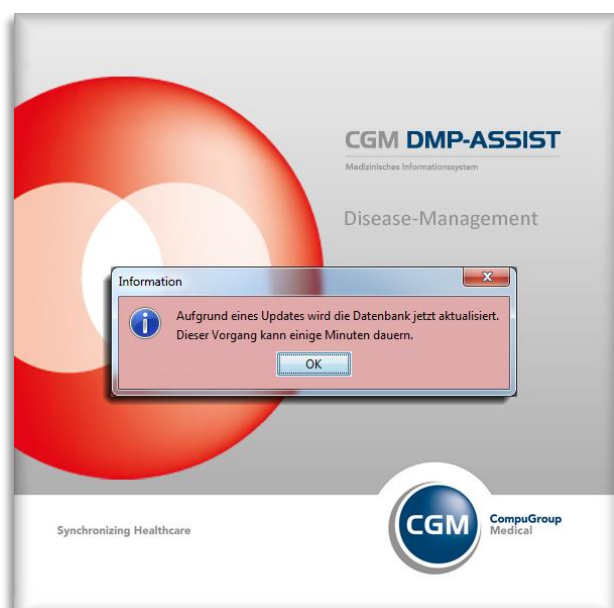 CGM DMP-ASSIST
Medizinisches Informationssystem
Disease-Management
Information
Aufgrund eines Updates wird die Datenbank jetzt aktualisiert.
Dieser Vorgang kann einige Minuten dauern.
OK
Synchronizing Healthcare
CGM
CompuGroup
Medical